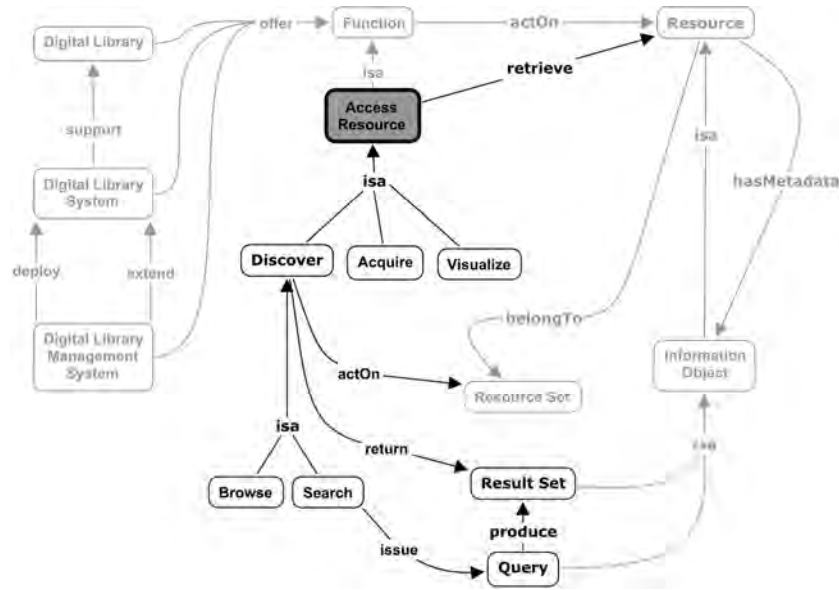 Digital Library
offer
Function
actOn
Resource
retrieve
isa
Access
Resource
support
isa
hasMetadata
Digital Library
System
isa
deploy
extend
Discover
Acquire
Visualize
belongTo
Digital Library
Management
System
Information
Object
actOn
Resource Set
isa
isa
return
Browse
Search
Result Set
produce
issue
Query